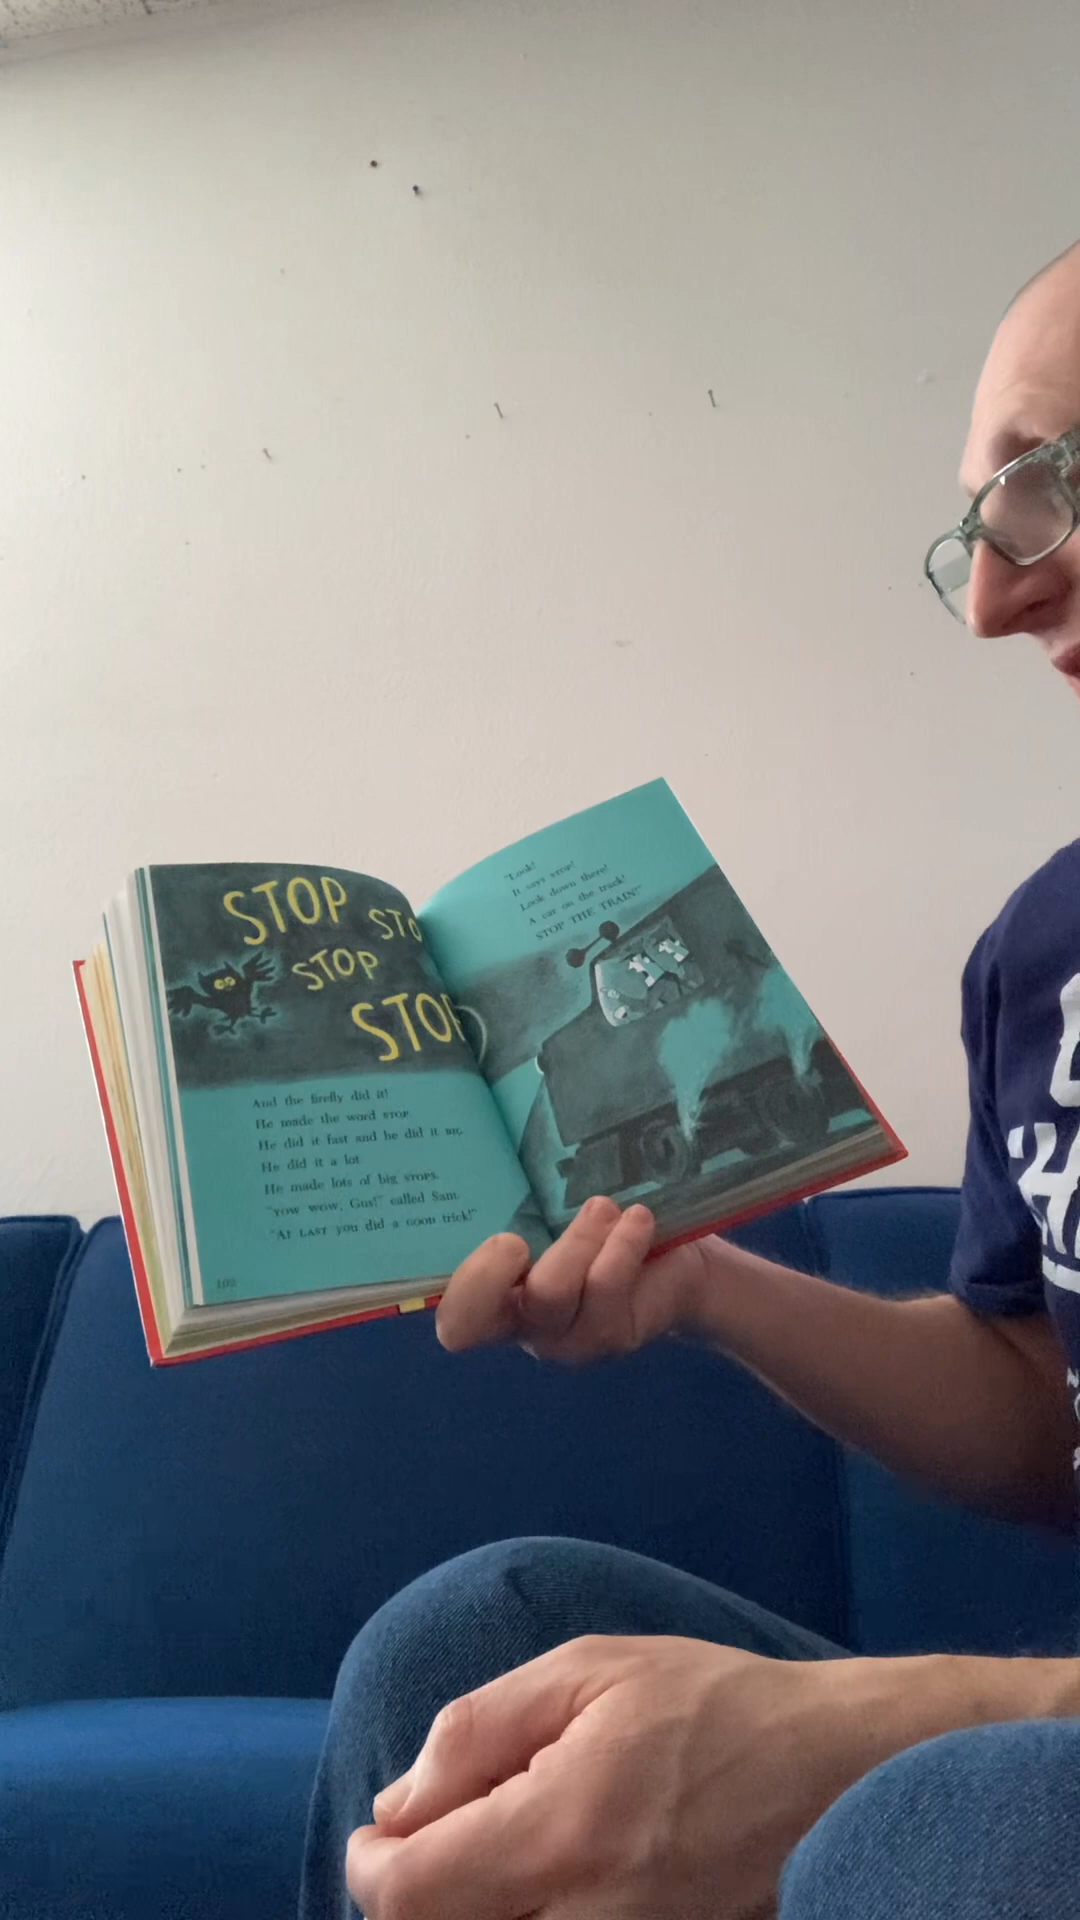 STOP
STO
STOP
STOP
And the firefly did it!
He made the word STOP.
He did it fast and he did it BIG.
He did it a lot.
He made lots of big STOPS.
"YOW WOW, Gus!" called Sam.
"At LAST you did a GOOD trick!"
102
"Look!
It says STOP!
Look down there!
A car on the track!
STOP THE TRAIN!"